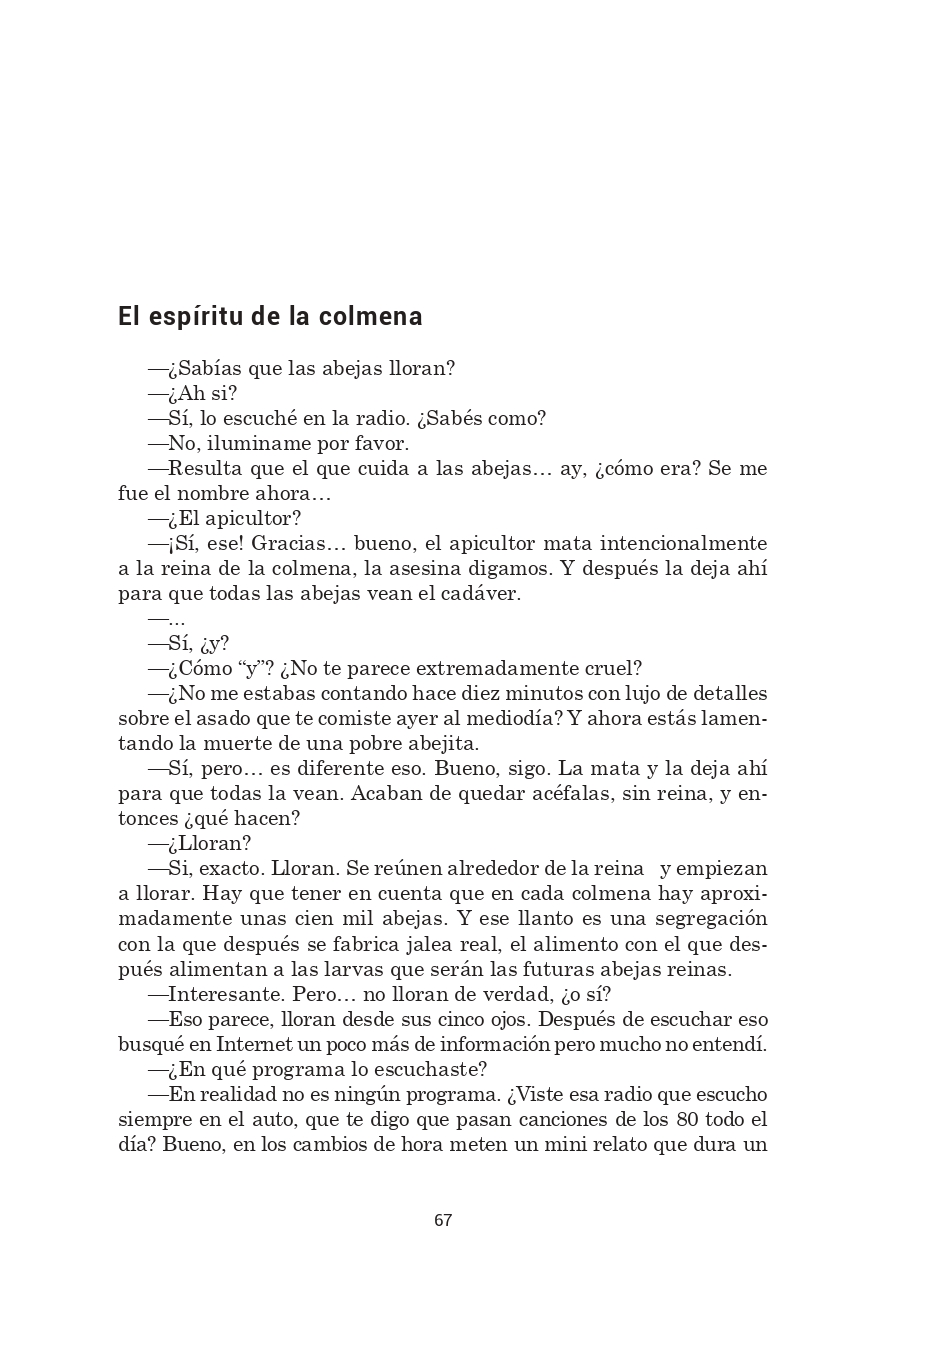 El espíritu de la colmena
—¿Sabías que las abejas lloran?
—¿Ah si?
—Sí, lo escuché en la radio. ¿Sabés como?
—No, iluminame por favor.
—Resulta que el que cuida a las abejas… ay, ¿cómo era? Se me
fue el nombre ahora…
—¿El apicultor?
—¡Sí, ese! Gracias… bueno, el apicultor mata intencionalmente
a la reina de la colmena, la asesina digamos. Y después la deja ahí
para que todas las abejas vean el cadáver.
—...
—Sí, ¿y?
—¿Cómo “y”? ¿No te parece extremadamente cruel?
—¿No me estabas contando hace diez minutos con lujo de detalles
sobre el asado que te comiste ayer al mediodía? Y ahora estás lamen-
tando la muerte de una pobre abejita.
—Sí, pero… es diferente eso. Bueno, sigo. La mata y la deja ahí
para que todas la vean. Acaban de quedar acéfalas, sin reina, y en-
tonces ¿qué hacen?
—¿Lloran?
—Si, exacto. Lloran. Se reúnen alrededor de la reina   y empiezan
a llorar. Hay que tener en cuenta que en cada colmena hay aproxi-
madamente unas cien mil abejas. Y ese llanto es una segregación
con la que después se fabrica jalea real, el alimento con el que des-
pués alimentan a las larvas que serán las futuras abejas reinas.
—Interesante. Pero… no lloran de verdad, ¿o sí?
—Eso parece, lloran desde sus cinco ojos. Después de escuchar eso
busqué en Internet un poco más de información pero mucho no entendí.
—¿En qué programa lo escuchaste?
—En realidad no es ningún programa. ¿Viste esa radio que escucho
siempre en el auto, que te digo que pasan canciones de los 80 todo el
día? Bueno, en los cambios de hora meten un mini relato que dura un
67